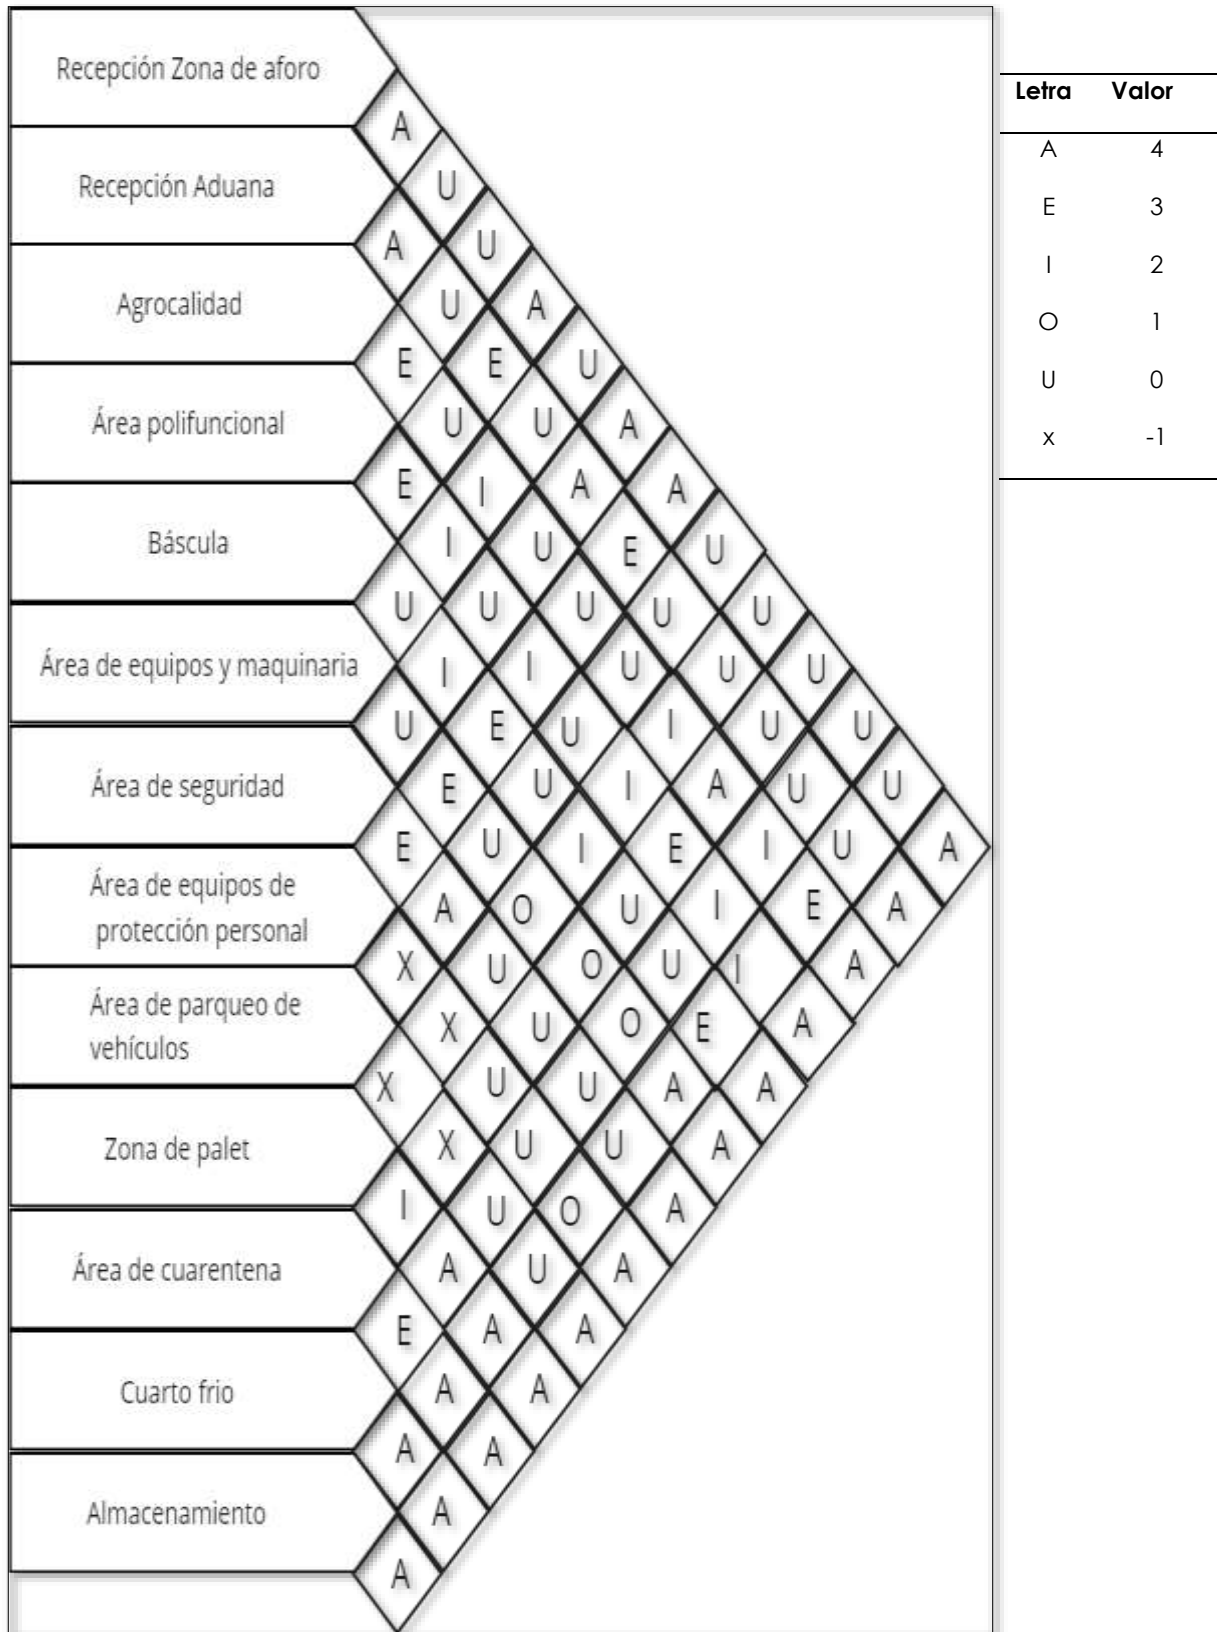 Recepción Zona de aforo
Recepción Aduana
Agrocalidad
Área polifuncional
Báscula
Área de equipos y maquinaria
Área de seguridad
Área de equipos de
protección personal
Área de parqueo de
vehículos
Zona de palet
Área de cuarentena
Cuarto frio
Almacenamiento
A
U
A U
U A
E E U
U U A
E I A A
I U E U
U U U U U
I I U U U
U E U I U U
E U I A U U
E U I E I U A
A O U I E A
X U O U I A
X U O E A
X U U A A
X U U A
I U O A
A U A
E A A
A A
A A
A
A
Letra Valor
A 4
E 3
I 2
O 1
U 0
x -1